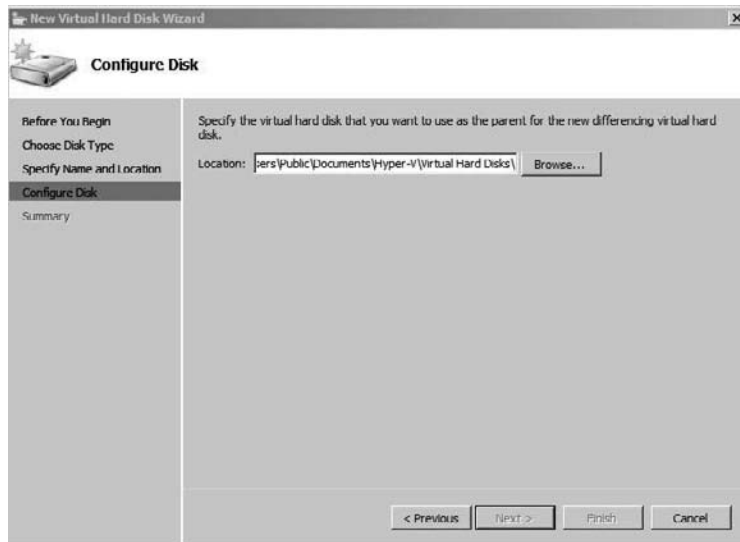 New Virtual Hard Disk Wizard
Configure Disk
Before You Begin
Choose Disk Type
Specify Name and Location
Configure Disk
Summary
Specify the virtual hard disk that you want to use as the parent for the new differencing virtual hard
disk.
Location: sers\Public\Documents\Hyper-V\Virtual Hard Disks\ Browse...
< Previous Next > Finish Cancel